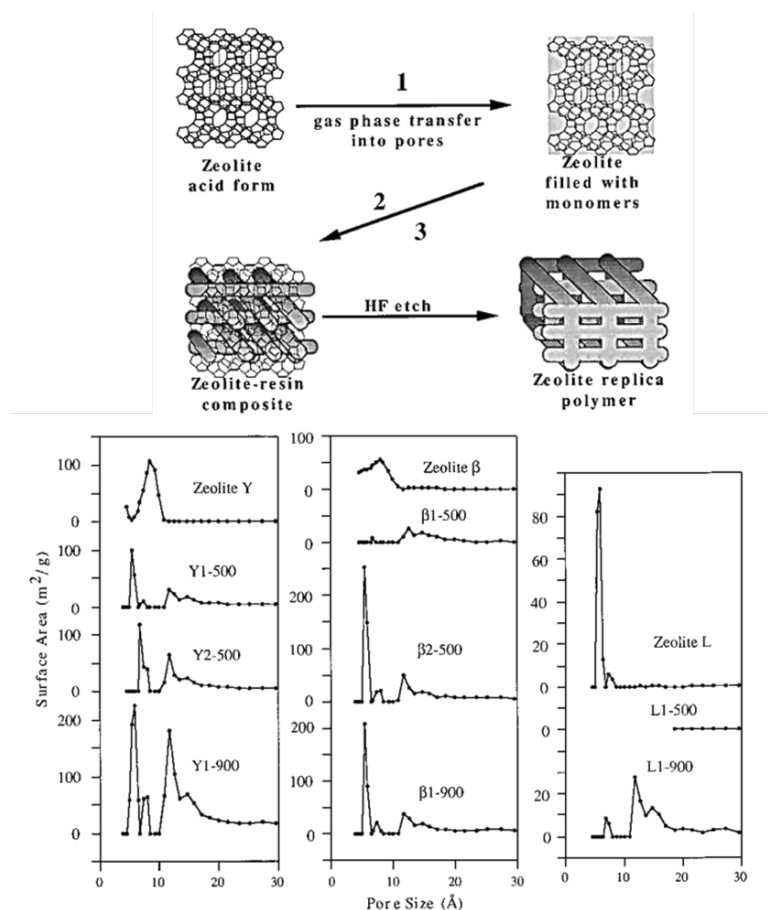 1
gas phase transfer
into pores
Zeolite
acid form
Zeolite
filled with
monomers
2
3
HF etch
Zeolite-resin
composite
Zeolite replica
polymer
Surface Area (m²/g)
100
0
Zeolite Y
100
0
Y1-500
100
0
Y2-500
200
100
0
Y1-900
0 10 20 30
100
0
Zeolite β
0
β1-500
200
100
0
β2-500
200
100
0
β1-900
0 10 20 30
Pore Size (Å)
80
60
40
20
0
Zeolite L
0
L1-500
20
0
L1-900
0 10 20 30